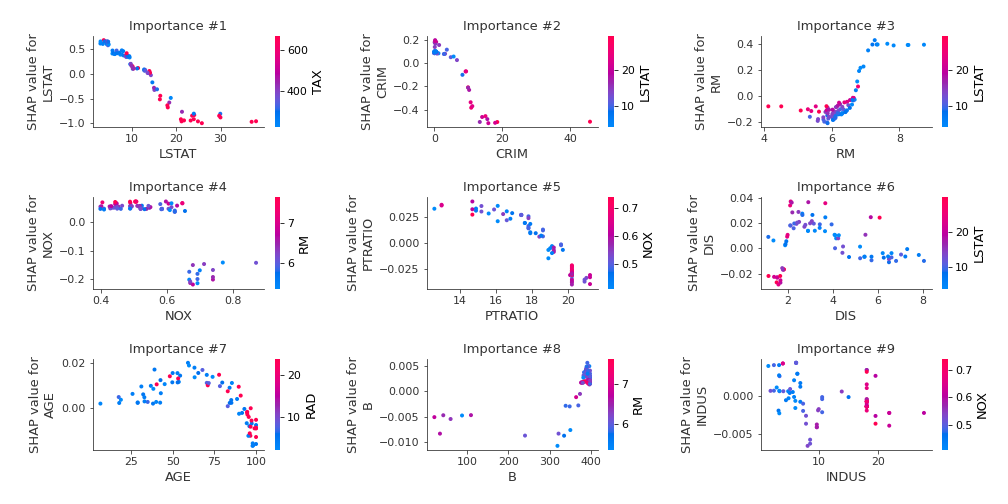 Importance #1
Importance #2
Importance #3
SHAP value for
LSTAT
0.5
0.0
−0.5
−1.0
10
20
30
LSTAT
600
400
TAX
SHAP value for
CRIM
0.2
0.0
−0.2
−0.4
0
20
40
CRIM
20
10
LSTAT
SHAP value for
RM
0.4
0.2
0.0
−0.2
4
6
8
RM
20
10
LSTAT
Importance #4
Importance #5
Importance #6
SHAP value for
NOX
0.0
−0.1
−0.2
0.4
0.6
0.8
NOX
7
6
RM
SHAP value for
PTRATIO
0.025
0.000
−0.025
14
16
18
20
PTRATIO
0.7
0.6
0.5
NOX
SHAP value for
DIS
0.04
0.02
0.00
−0.02
2
4
6
8
DIS
20
10
LSTAT
Importance #7
Importance #8
Importance #9
SHAP value for
AGE
0.02
0.00
25
50
75
100
AGE
20
10
RAD
SHAP value for
B
0.005
0.000
−0.005
−0.010
100
200
300
400
B
7
6
RM
SHAP value for
INDUS
0.000
−0.005
10
20
INDUS
0.7
0.6
0.5
NOX